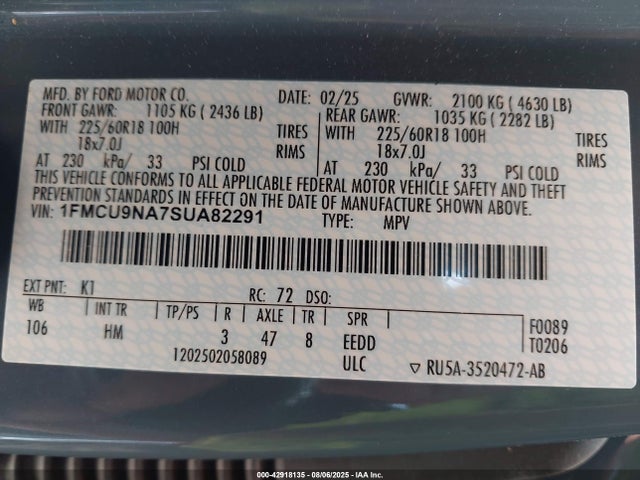 MFD. BY FORD MOTOR CO. DATE: 02/25 GVWR: 2100 KG ( 4630 LB)
FRONT GAWR: 1105 KG ( 2436 LB) REAR GAWR: 1035 KG ( 2282 LB)
WITH 225/60R18 100H TIRES WITH 225/60R18 100H TIRES
18x7.0J RIMS 18x7.0J RIMS
AT 230 kPa/ 33 PSI COLD AT 230 kPa/ 33 PSI COLD
THIS VEHICLE CONFORMS TO ALL APPLICABLE FEDERAL MOTOR VEHICLE SAFETY AND THEFT
PREVENTION STANDARDS IN EFFECT ON THE DATE OF MANUFACTURE SHOWN ABOVE.
VIN: 1FMCU9NA7SUA82291 TYPE: MPV
EXT PNT: K1 RC: 72 DSO:
WB INT TR TP/PS R AXLE TR SPR F0089
106 HM 3 47 8 EEDD T0206
1202502058089 ULC RU5A-3520472-AB
000-42918135 - 08/06/2025 - IAA Inc.